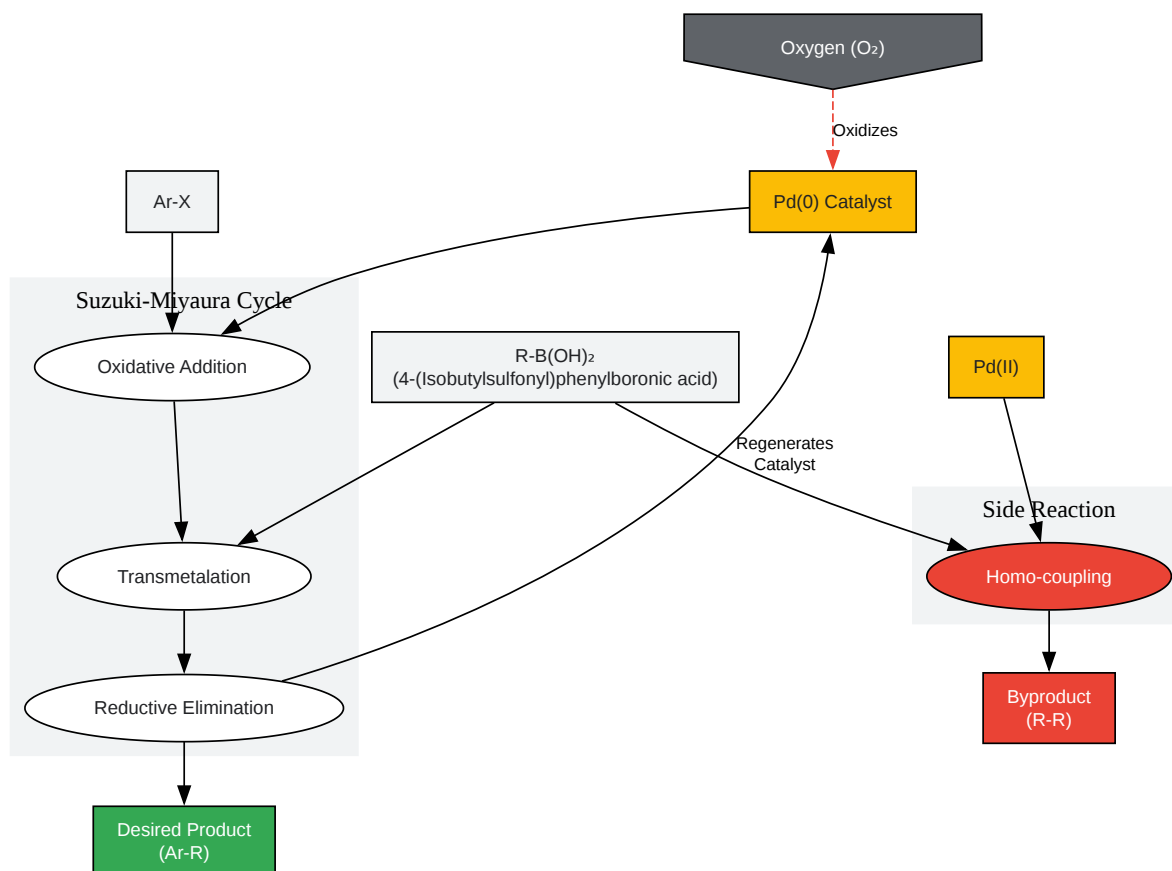 Oxygen (O₂)
Oxidizes
Ar-X
Pd(0) Catalyst
Suzuki-Miyaura Cycle
Oxidative Addition
R-B(OH)₂
(4-(Isobutylsulfonyl)phenylboronic acid)
Pd(II)
Regenerates
Catalyst
Side Reaction
Transmetalation
Homo-coupling
Reductive Elimination
Byproduct
(R-R)
Desired Product
(Ar-R)